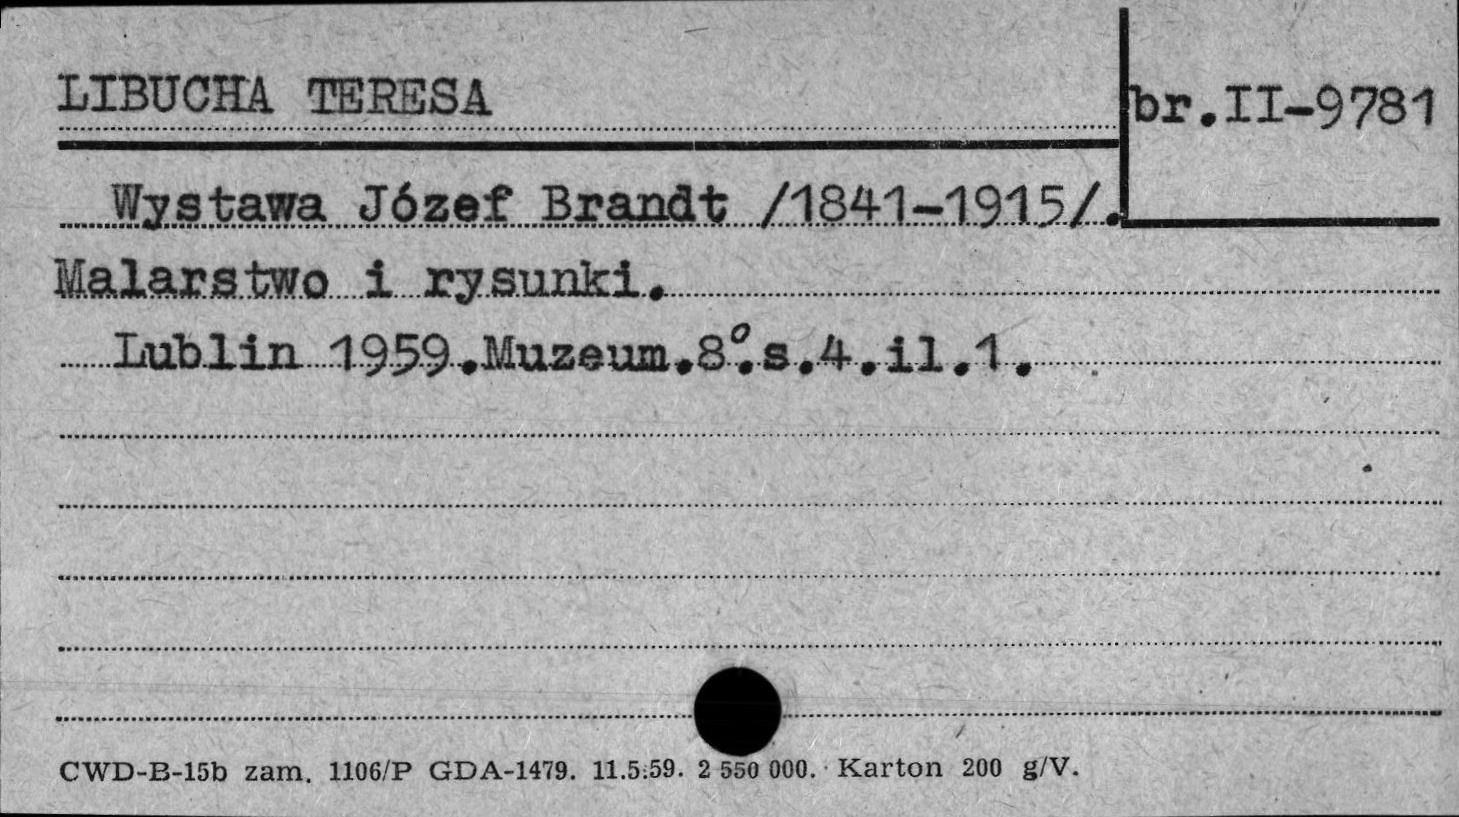 LIBUCHA TERESA
br.II-9781
Wystawa Józef Brandt /1841-1915/.
Malarstwo i rysunki.
Lublin 1959.Muzeum.8°.s.4.il.1.
CWD-B-15b zam. 1106/P GDA-1479. 11.5.59. 2 550 000. Karton 200 g/V.